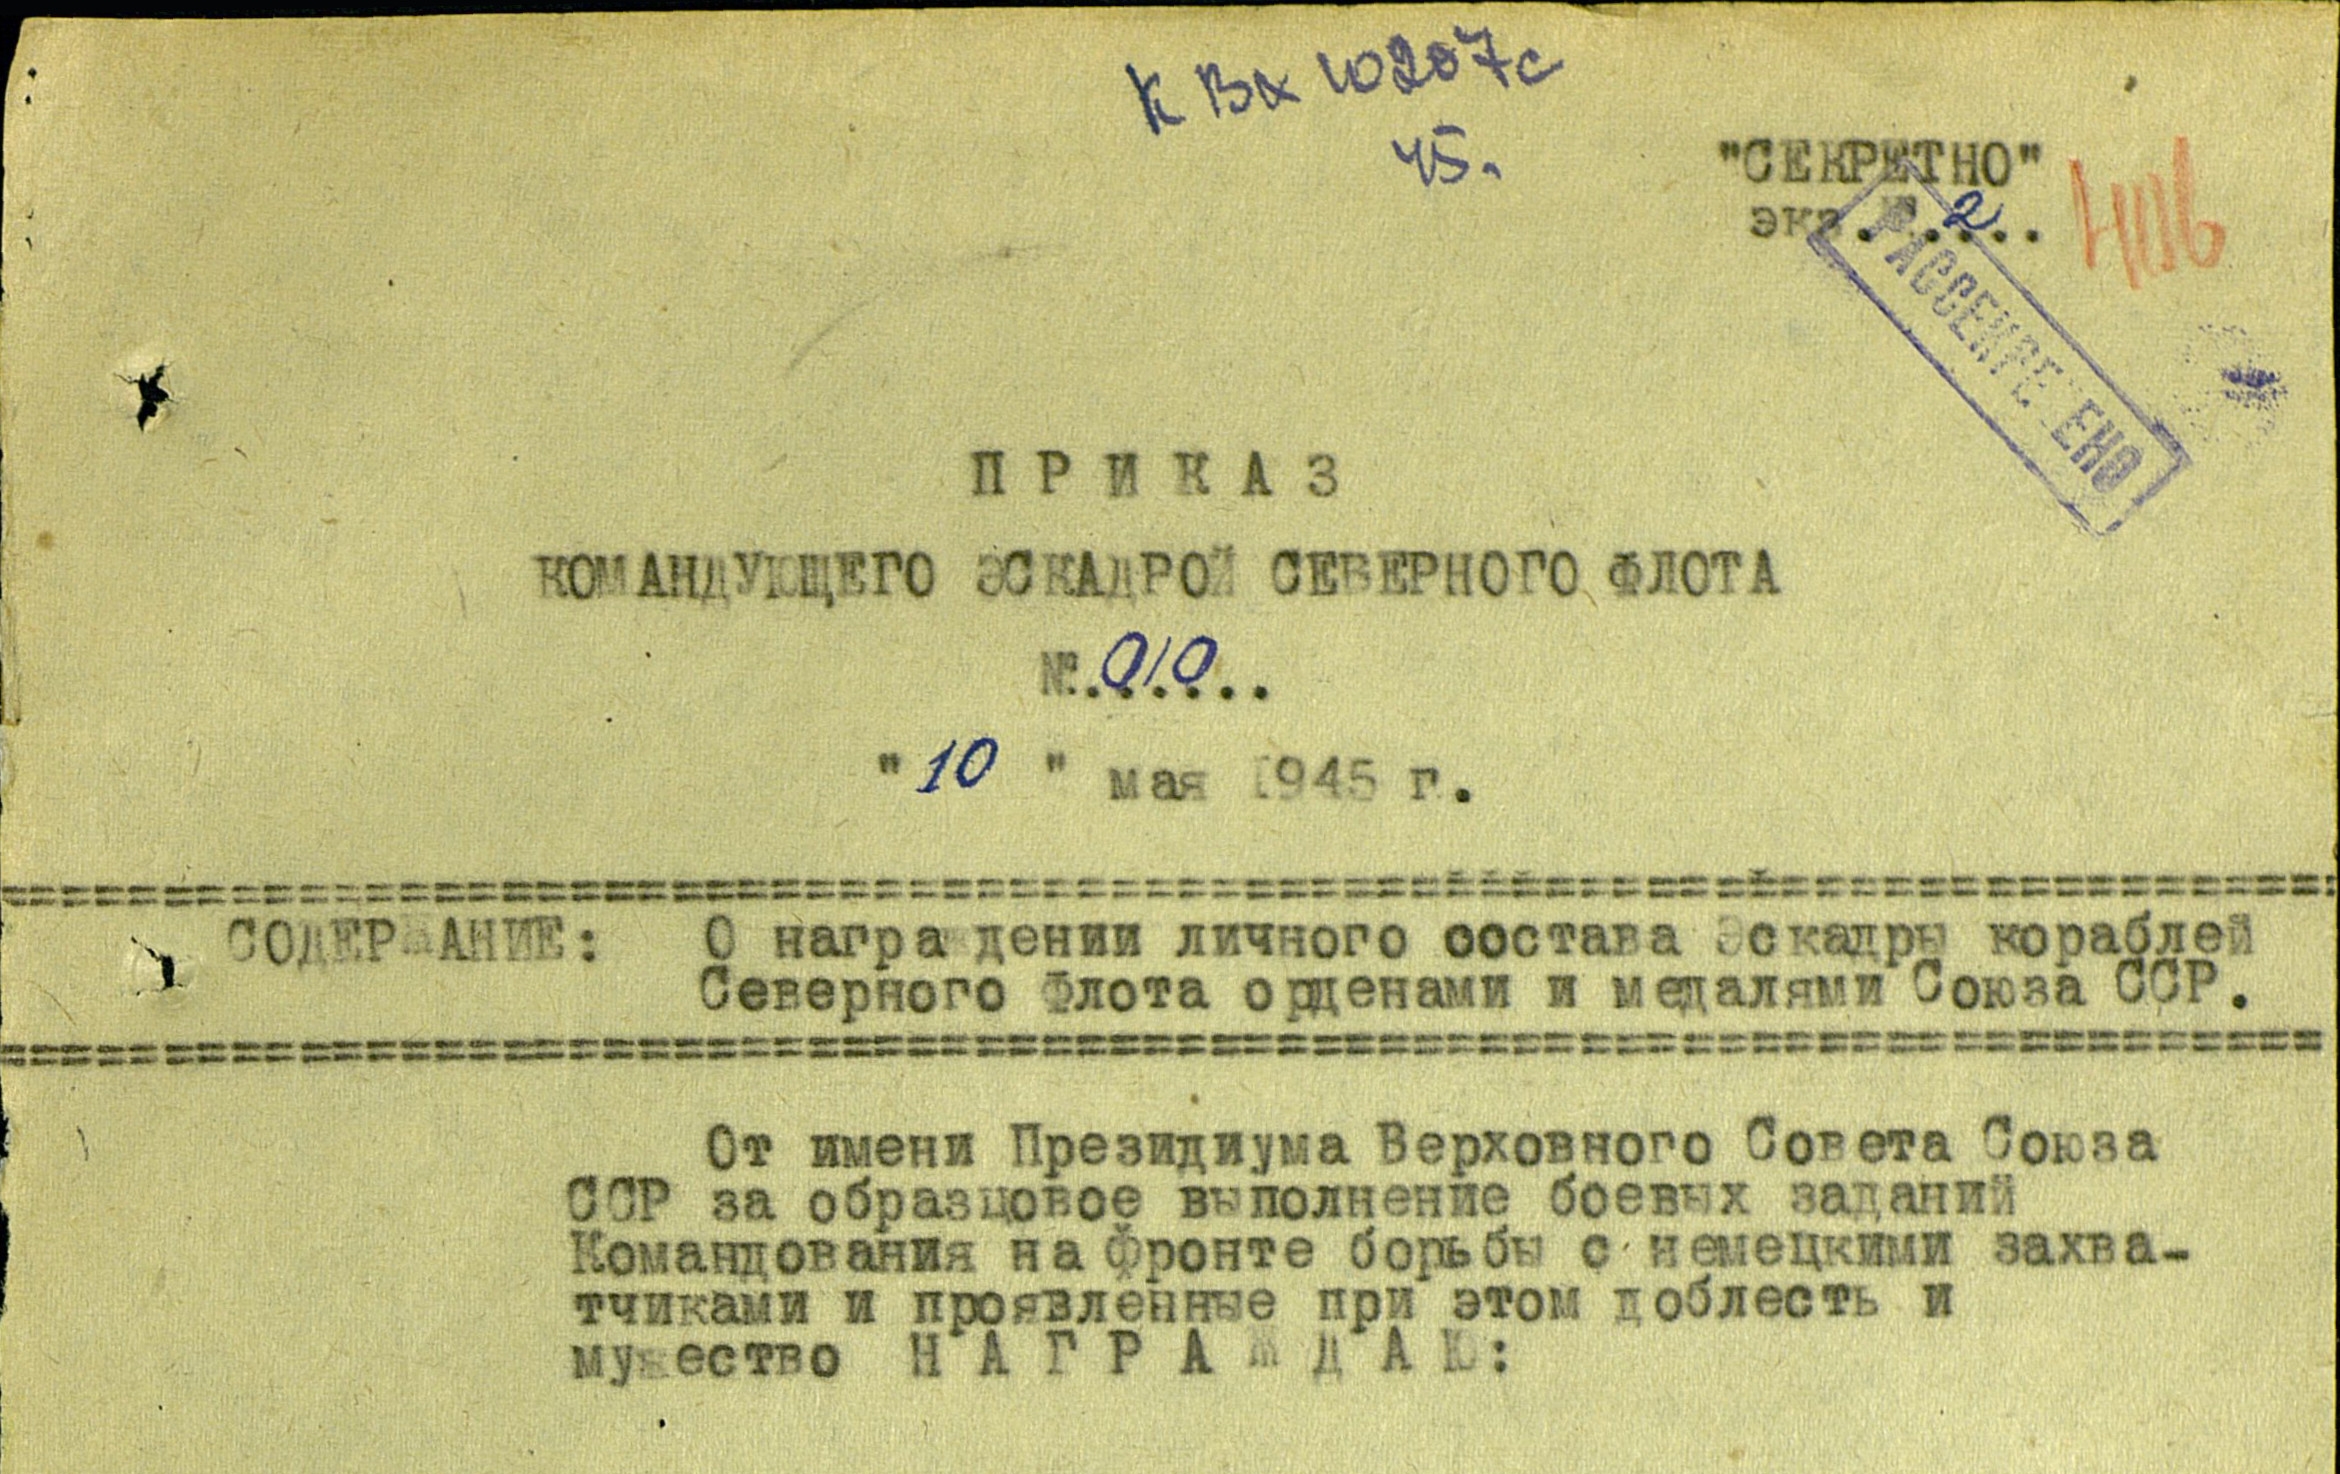 К Вх 10207с
45.
"СЕКРЕТНО"
экз.№.2...
406
РАССЕКРЕЧЕНО
П Р И К А З
КОМАНДУЮЩЕГО ЭСКАДРОЙ СЕВЕРНОГО ФЛОТА
№.010...
"10" мая 1945 г.
СОДЕРЖАНИЕ: О награждении личного состава Эскадры кораблей
Северного Флота орденами и медалями Союза ССР.
От имени Президиума Верховного Совета Союза
ССР за образцовое выполнение боевых заданий
Командования на фронте борьбы с немецкими захва-
тчиками и проявленные при этом доблесть и
мужество Н А Г Р А Ж Д А Ю: